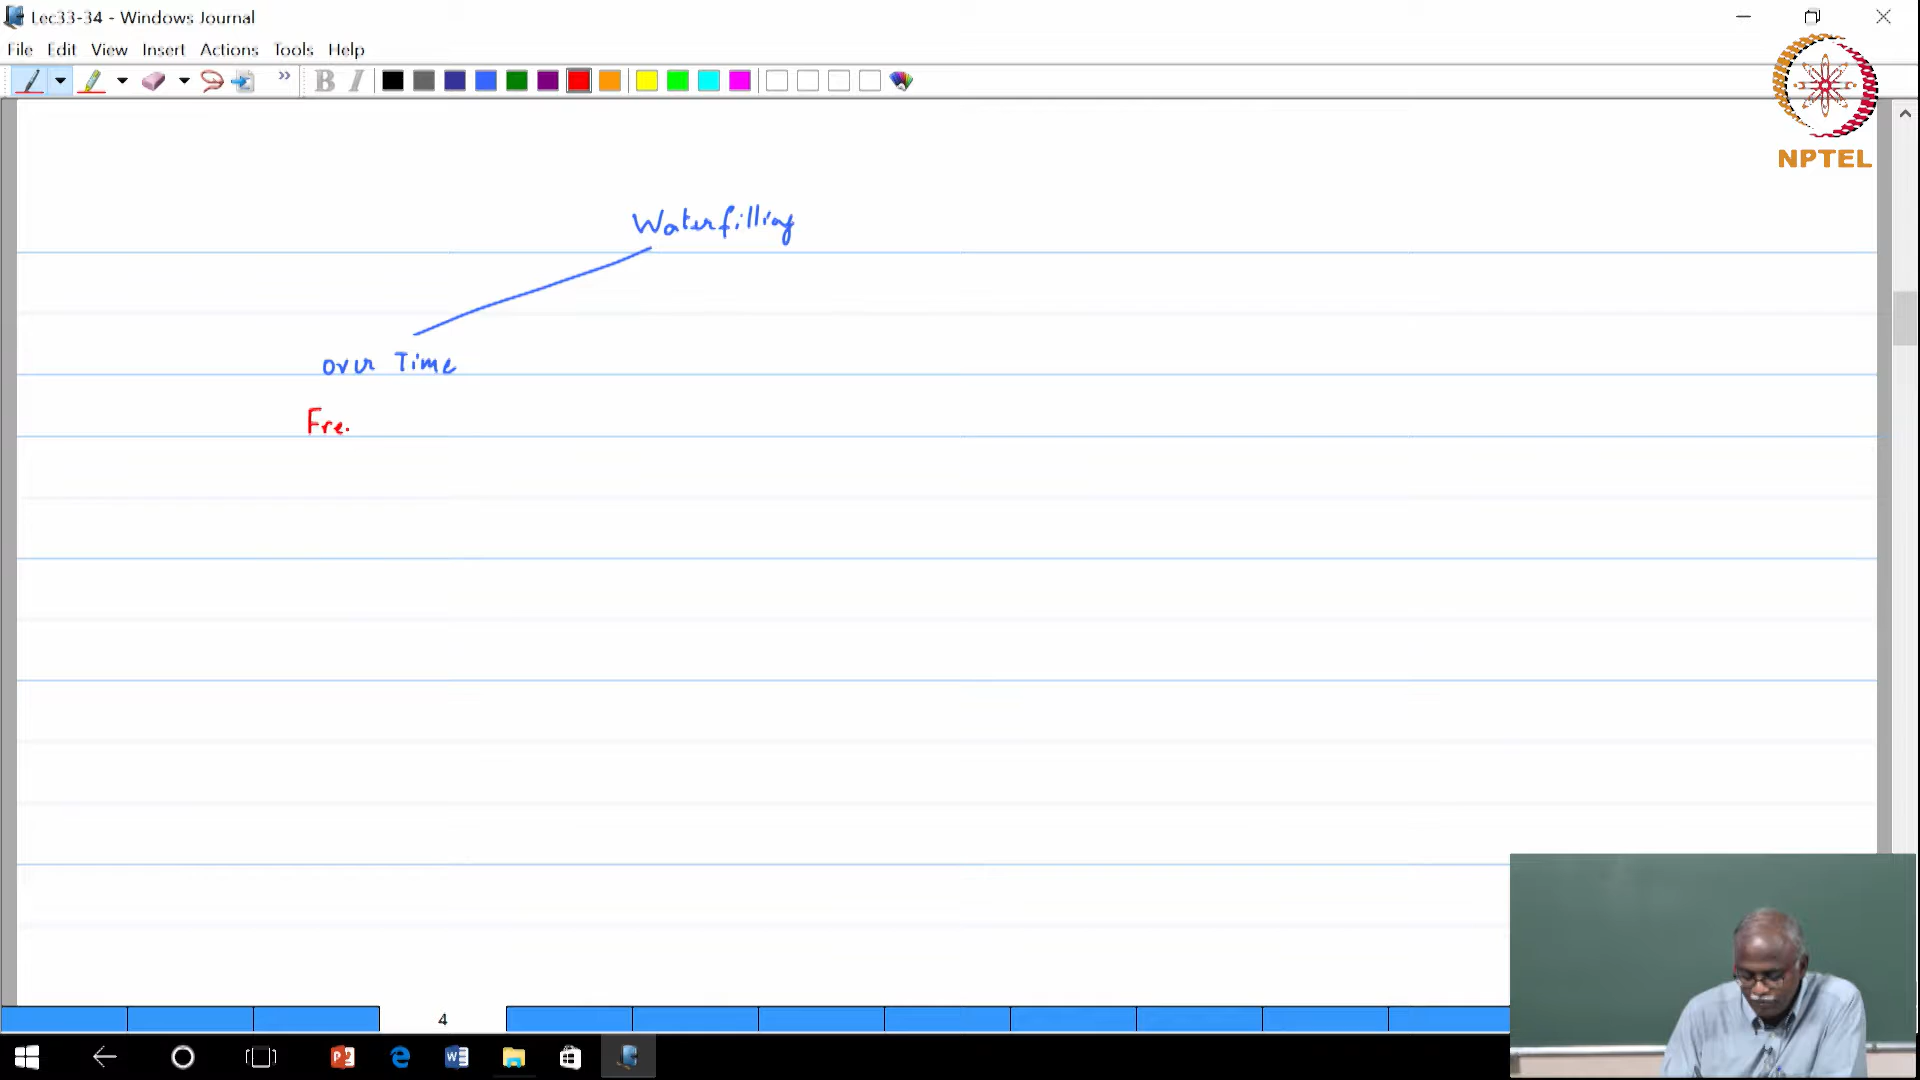 Lec33-34 - Windows Journal
File Edit View Insert Actions Tools Help
B I
NPTEL
Waterfilling
over Time
Fre.
4